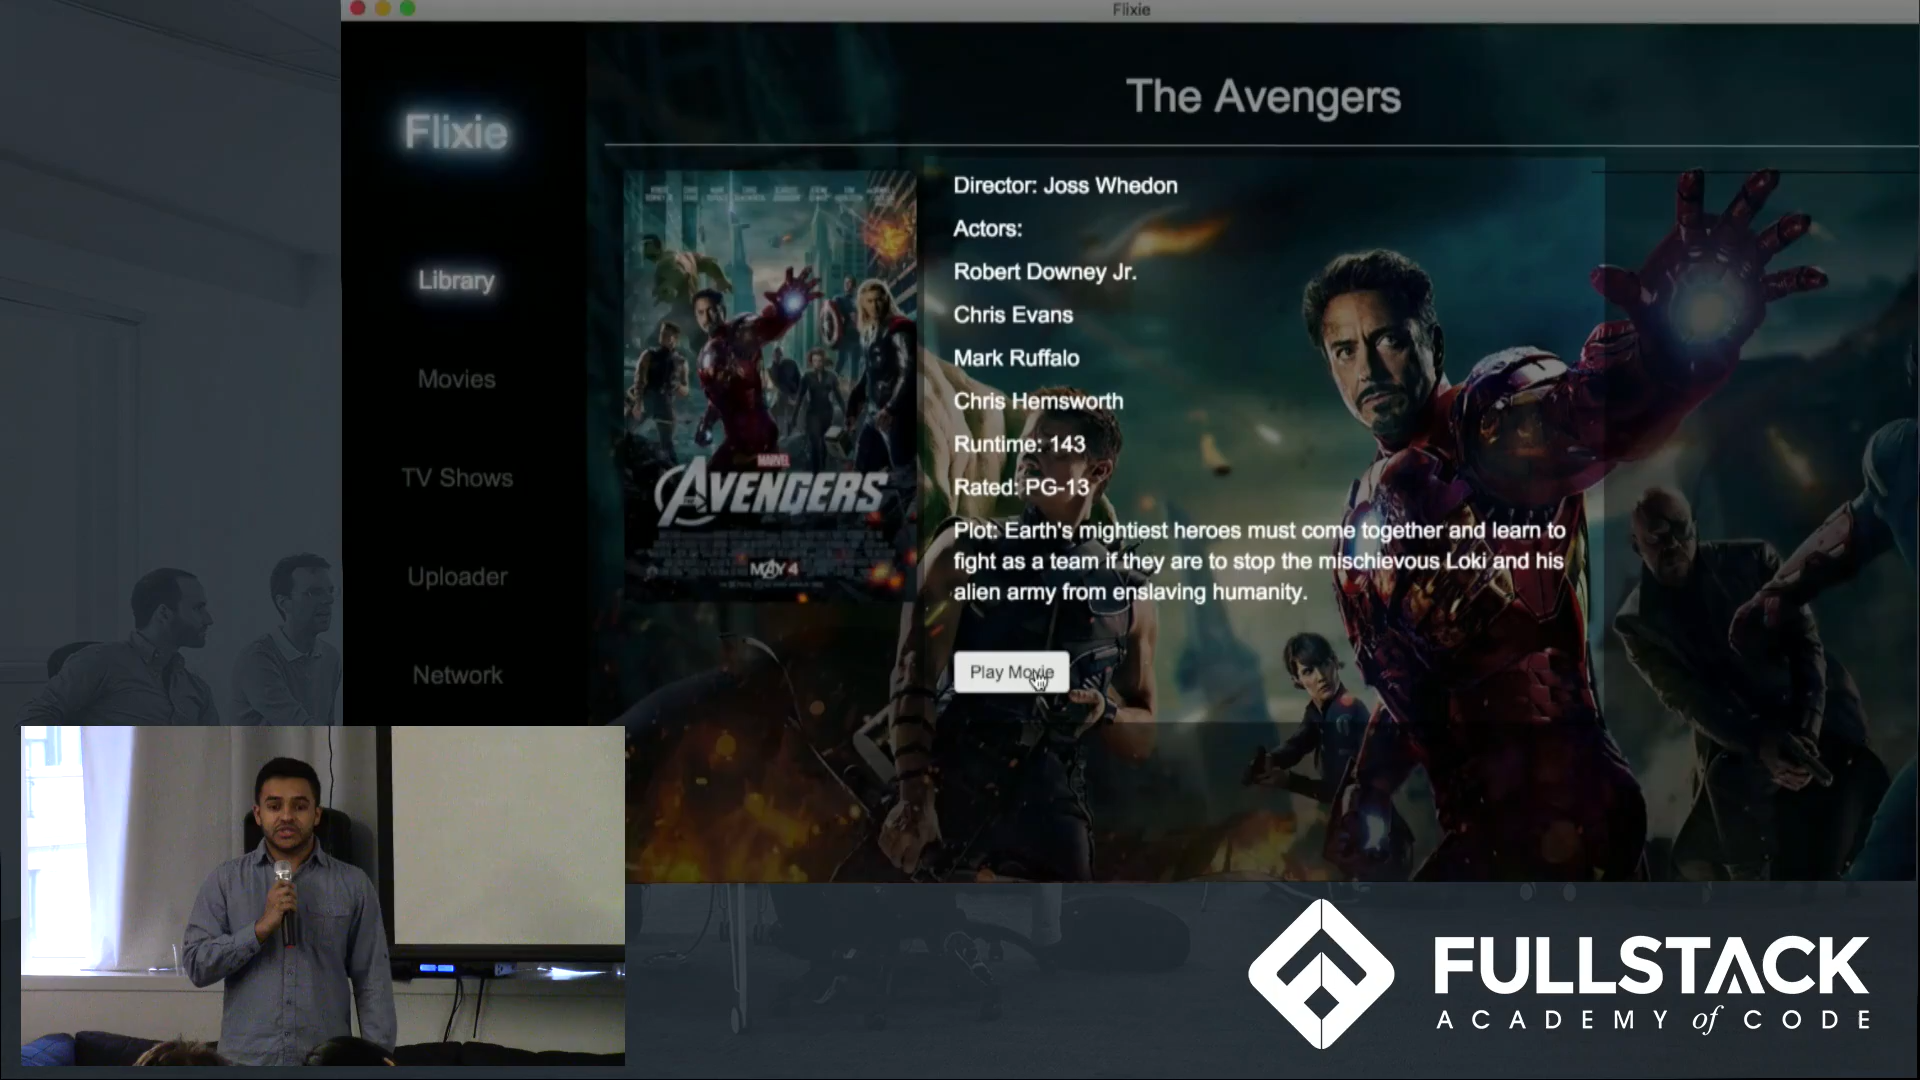 Flixie
Flixie
Library
Movies
TV Shows
Uploader
Network
The Avengers
MARVEL
AVENGERS
MAY 4
Director: Joss Whedon
Actors:
Robert Downey Jr.
Chris Evans
Mark Ruffalo
Chris Hemsworth
Runtime: 143
Rated: PG-13
Plot: Earth's mightiest heroes must come together and learn to
fight as a team if they are to stop the mischievous Loki and his
alien army from enslaving humanity.
Play Movie
FULLSTACK
ACADEMY of CODE